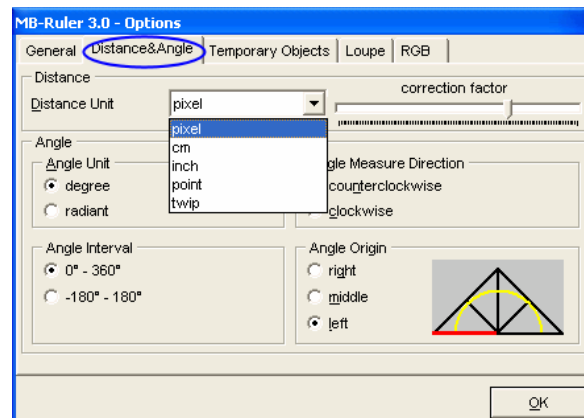 MB-Ruler 3.0 - Options
General Distance&Angle Temporary Objects Loupe RGB
Distance
correction factor
Distance Unit pixel
pixel
cm
inch
point
twip
Angle
Angle Unit
degree
radiant
gle Measure Direction
counterclockwise
clockwise
Angle Interval
0° - 360°
-180° - 180°
Angle Origin
right
middle
left
OK